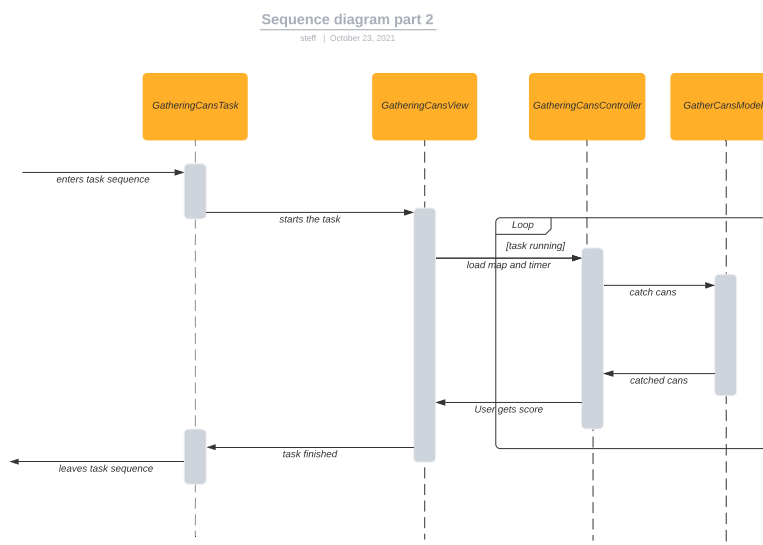 Sequence diagram part 2
steff | October 23, 2021
GatheringCansTask
GatheringCansView
GatheringCansController
GatherCansModel
enters task sequence
starts the task
Loop
[task running]
load map and timer
catch cans
catched cans
User gets score
task finished
leaves task sequence